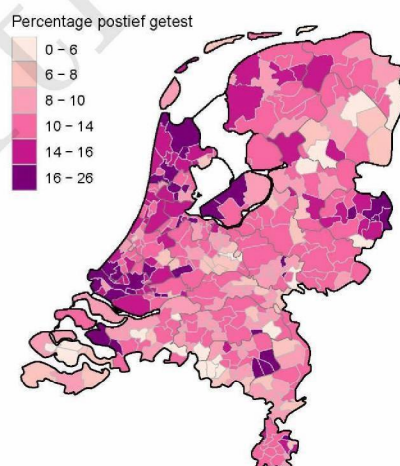 Percentage postief getest
0 – 6
6 – 8
8 – 10
10 – 14
14 – 16
16 – 26